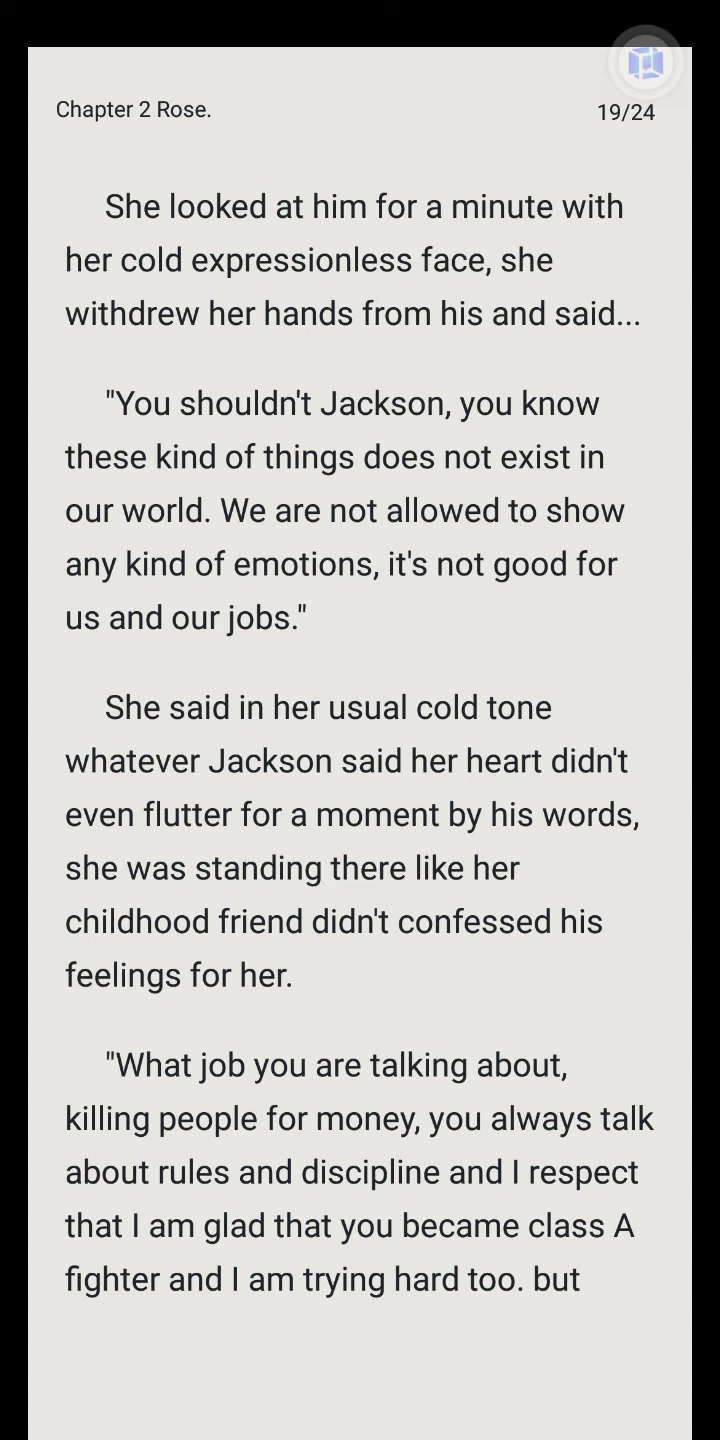 Chapter 2 Rose.
19/24
She looked at him for a minute with
her cold expressionless face, she
withdrew her hands from his and said...
"You shouldn't Jackson, you know
these kind of things does not exist in
our world. We are not allowed to show
any kind of emotions, it's not good for
us and our jobs."
She said in her usual cold tone
whatever Jackson said her heart didn't
even flutter for a moment by his words,
she was standing there like her
childhood friend didn't confessed his
feelings for her.
"What job you are talking about,
killing people for money, you always talk
about rules and discipline and I respect
that I am glad that you became class A
fighter and I am trying hard too. but